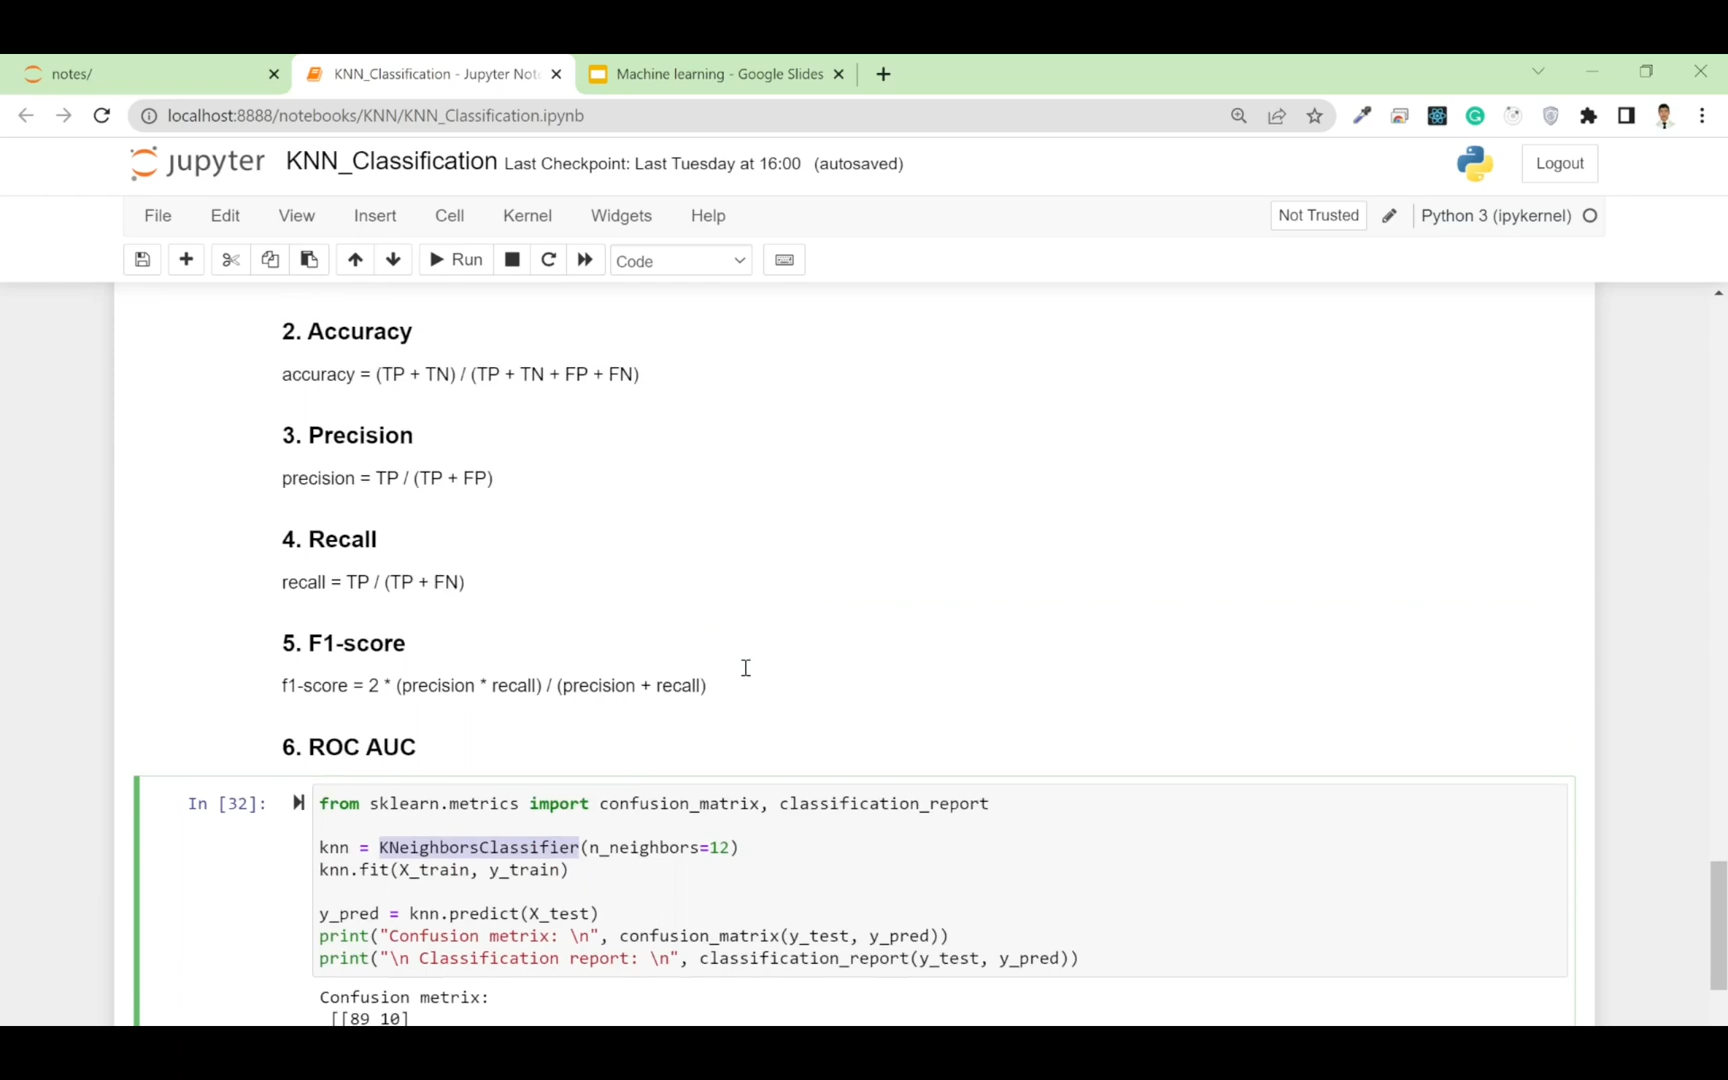 notes/
KNN_Classification - Jupyter Not
Machine learning - Google Slides
localhost:8888/notebooks/KNN/KNN_Classification.ipynb
jupyter KNN_Classification Last Checkpoint: Last Tuesday at 16:00 (autosaved)
Logout
File Edit View Insert Cell Kernel Widgets Help
Not Trusted
Python 3 (ipykernel)
Run
Code
2. Accuracy
accuracy = (TP + TN) / (TP + TN + FP + FN)
3. Precision
precision = TP / (TP + FP)
4. Recall
recall = TP / (TP + FN)
5. F1-score
f1-score = 2 * (precision * recall) / (precision + recall)
6. ROC AUC
In [32]:
from sklearn.metrics import confusion_matrix, classification_report
knn = KNeighborsClassifier(n_neighbors=12)
knn.fit(X_train, y_train)
y_pred = knn.predict(X_test)
print("Confusion metrix: \n", confusion_matrix(y_test, y_pred))
print("\n Classification report: \n", classification_report(y_test, y_pred))
Confusion metrix:
[[89 10]